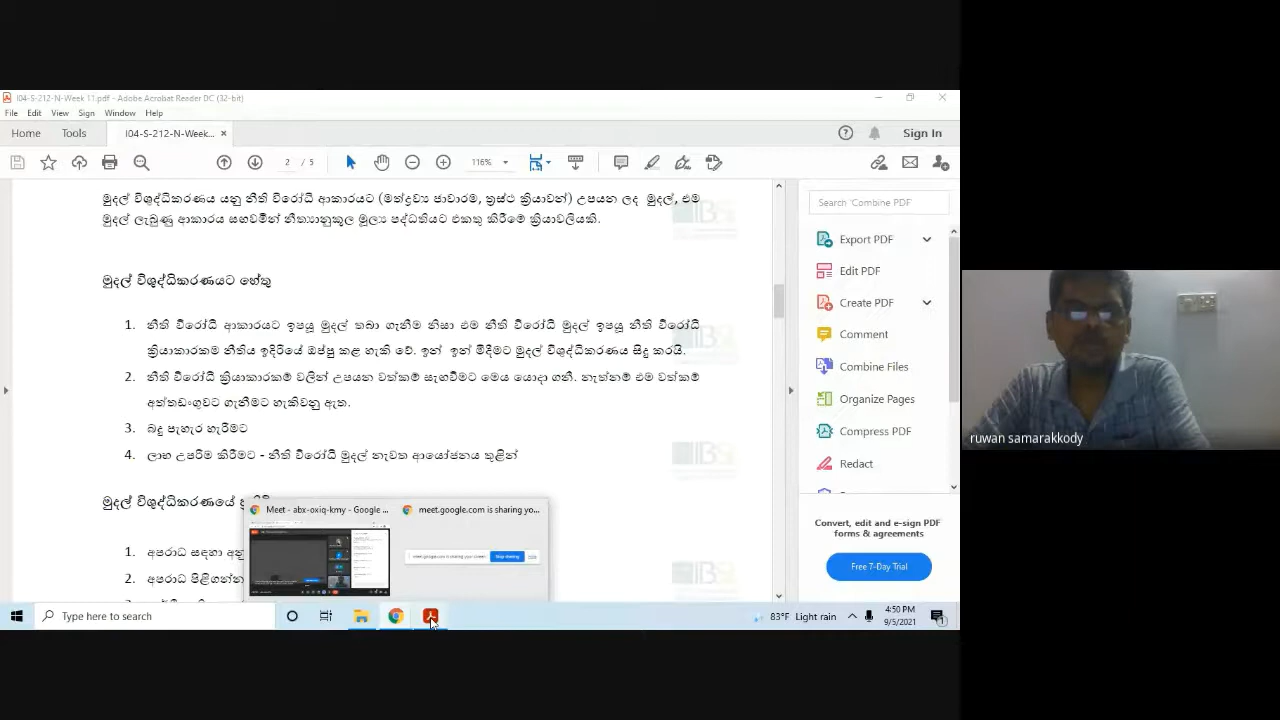 I04-S-212-N-Week 11.pdf - Adobe Acrobat Reader DC (32-bit)
File Edit View Sign Window Help
Home Tools I04-S-212-N-Week... × Sign In
2 / 5 116%
මුදල් විශුද්ධිකරණය යනු නීති විරෝධී ආකාරයට (මත්ද්‍රව්‍ය ජාවාරම, ත්‍රස්ථ ක්‍රියාවන්) උපයන ලද මුදල්, එම
මුදල් ලැබුණු ආකාරය සඟවමින් නීත්‍යානුකූල මූල්‍ය පද්ධතියට එකතු කිරීමේ ක්‍රියාවලියකි.
මුදල් විශුද්ධිකරණයට හේතු
1. නීති විරෝධී ආකාරයට ඉපයූ මුදල් තබා ගැනීම නිසා එම නීති විරෝධී මුදල් ඉපයූ නීති විරෝධී
ක්‍රියාකාරකම නීතිය ඉදිරියේ ඔප්පු කළ හැකි වේ. ඉන් ඉන් මිදීමට මුදල් විශුද්ධිකරණය සිදු කරයි.
2. නීති විරෝධී ක්‍රියාකාරකම් වලින් උපයන වත්කම් සැඟවීමට මෙය යොදා ගනී. නැත්නම් එම වත්කම්
අත්තඩංගුවට ගැනීමට හැකිවනු ඇත.
3. බදු පැහැර හැරීමට
4. ලාභ උපරිම කිරීමට - නීති විරෝධී මුදල් නැවත ආයෝජනය තුළින්
මුදල් විශුද්ධිකරණයේ
1. අපරාධ සඳහා
2. අපරාධ
Search 'Combine PDF'
Export PDF
Edit PDF
Create PDF
Comment
Combine Files
Organize Pages
Compress PDF
Redact
Convert, edit and e-sign PDF
forms & agreements
Free 7-Day Trial
Meet - abx-oxiq-kmy - Google ... meet.google.com is sharing yo...
Stop sharing
Type here to search
83°F Light rain
4:50 PM
9/5/2021
ruwan samarakkody
IBS
IBS
IBS